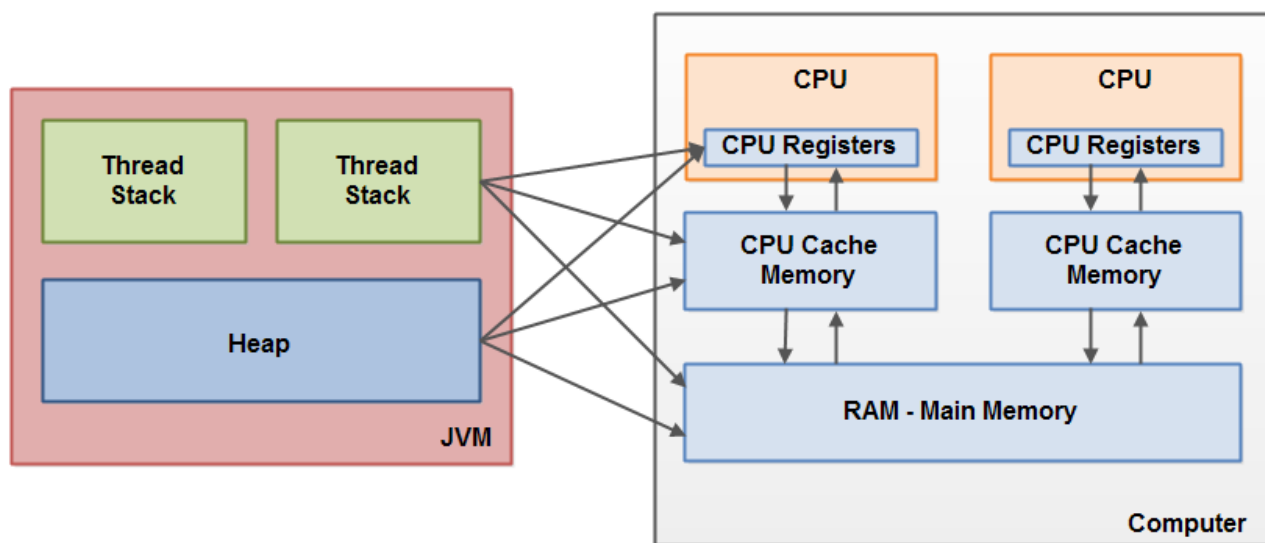 Thread
Stack
Thread
Stack
Heap
JVM
CPU
CPU
CPU Registers
CPU Registers
CPU Cache
Memory
CPU Cache
Memory
RAM - Main Memory
Computer